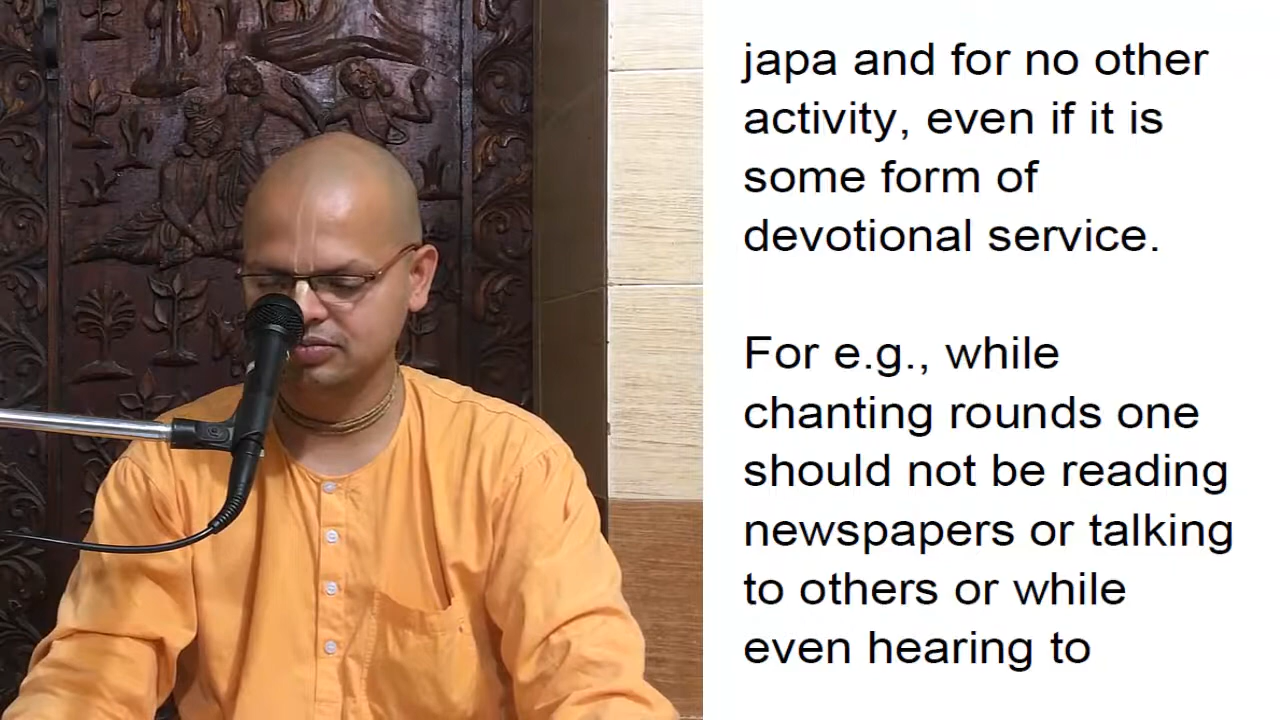 japa and for no other
activity, even if it is
some form of
devotional service.
For e.g., while
chanting rounds one
should not be reading
newspapers or talking
to others or while
even hearing to